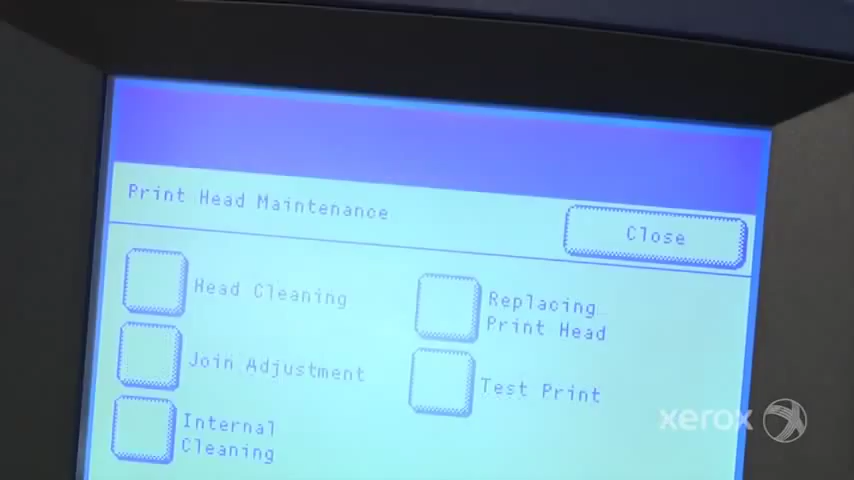 Print Head Maintenance
Close
Head Cleaning
Replacing
Print Head
Join Adjustment
Test Print
Internal
Cleaning
xerox